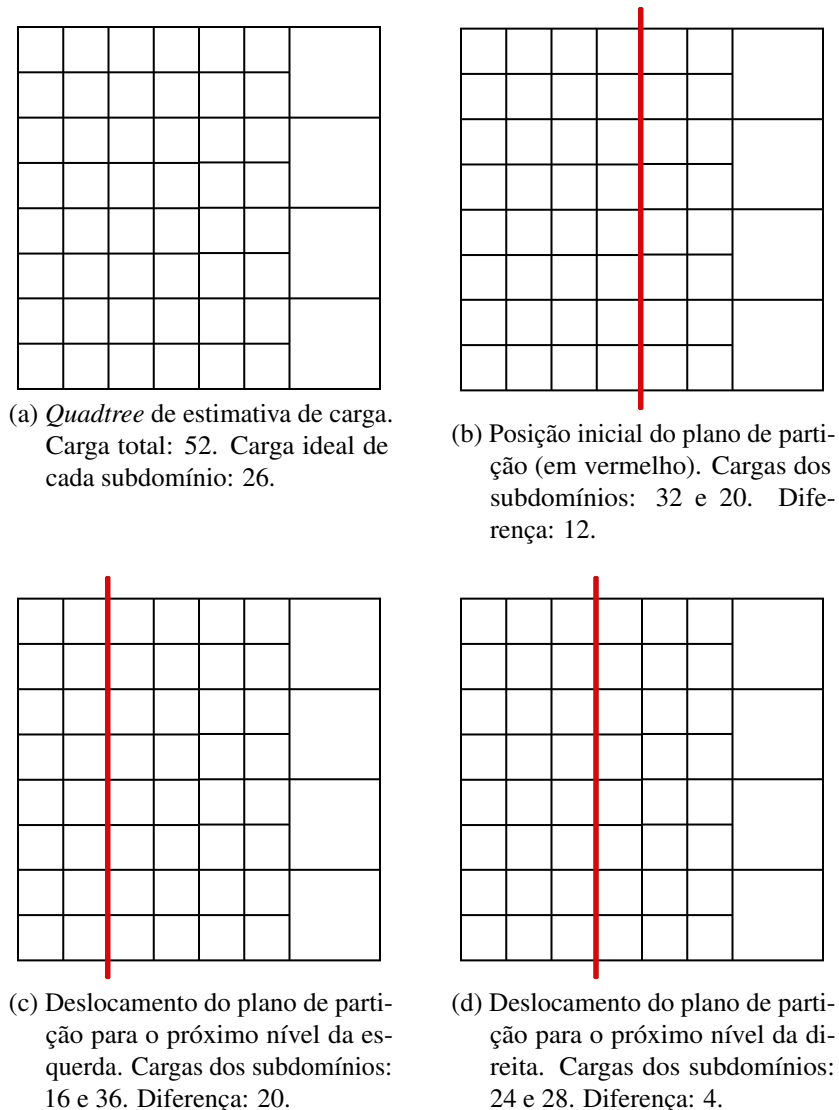 (a) Quadtree de estimativa de carga.
Carga total: 52. Carga ideal de
cada subdomínio: 26.
(b) Posição inicial do plano de parti-
ção (em vermelho). Cargas dos
subdomínios: 32 e 20. Dife-
rença: 12.
(c) Deslocamento do plano de parti-
ção para o próximo nível da es-
querda. Cargas dos subdomínios:
16 e 36. Diferença: 20.
(d) Deslocamento do plano de parti-
ção para o próximo nível da di-
reita. Cargas dos subdomínios:
24 e 28. Diferença: 4.